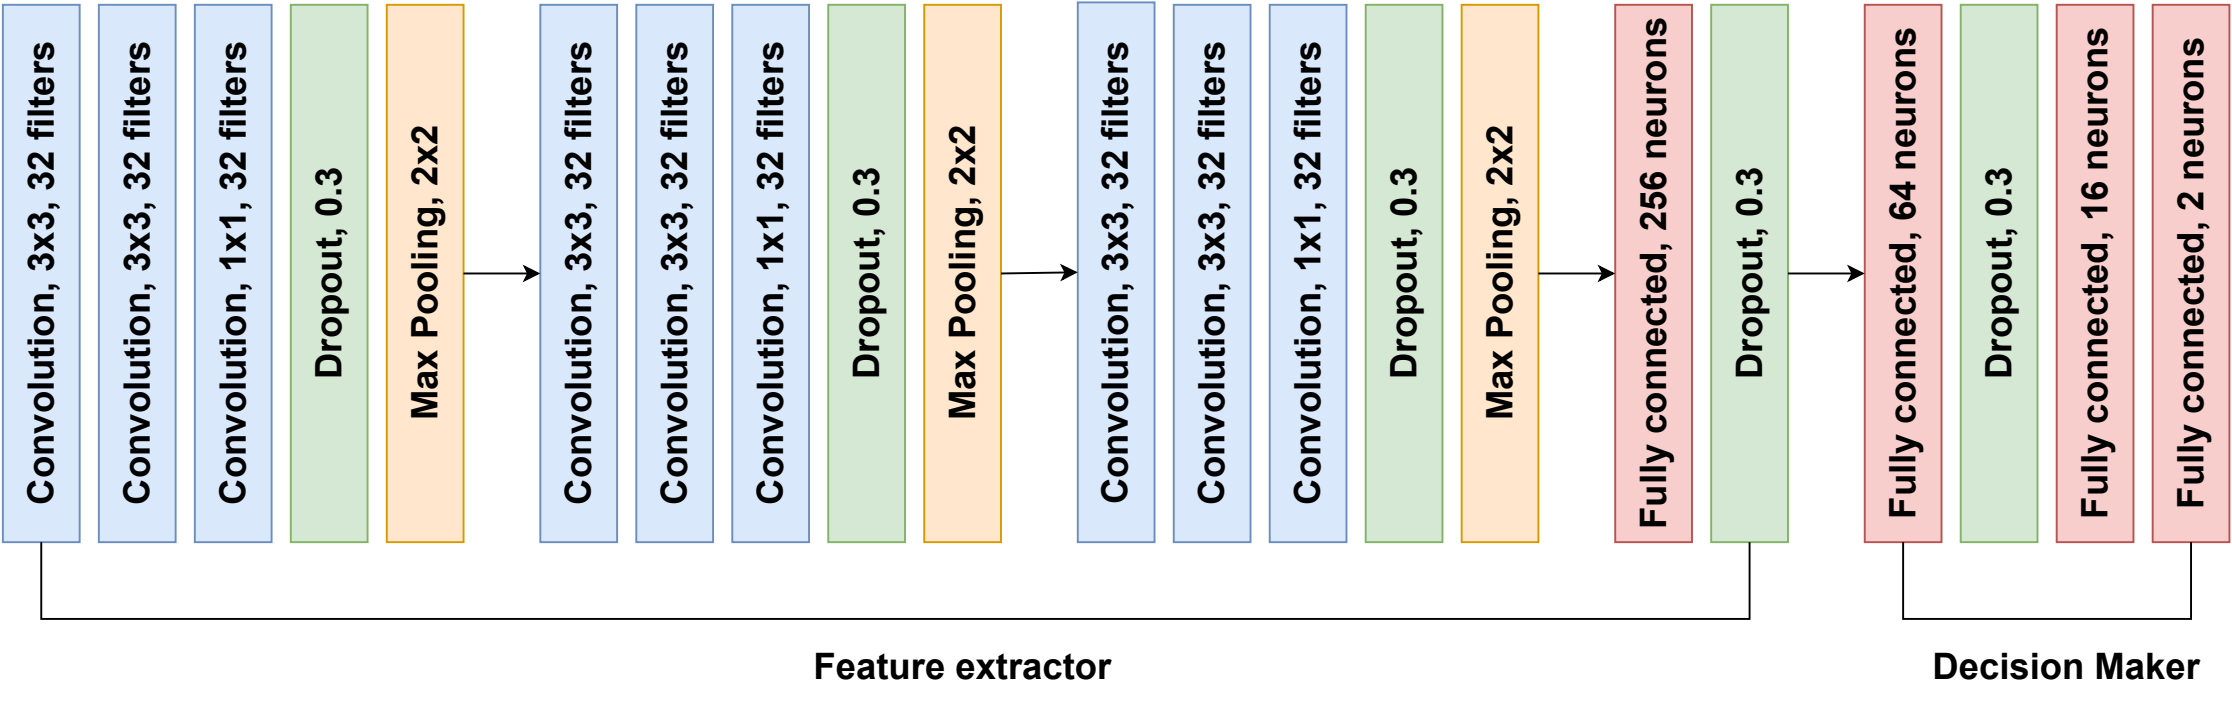 Convolution, 3x3, 32 filters
Convolution, 3x3, 32 filters
Convolution, 1x1, 32 filters
Dropout, 0.3
Max Pooling, 2x2
Convolution, 3x3, 32 filters
Convolution, 3x3, 32 filters
Convolution, 1x1, 32 filters
Dropout, 0.3
Max Pooling, 2x2
Convolution, 3x3, 32 filters
Convolution, 3x3, 32 filters
Convolution, 1x1, 32 filters
Dropout, 0.3
Max Pooling, 2x2
Fully connected, 256 neurons
Dropout, 0.3
Fully connected, 64 neurons
Dropout, 0.3
Fully connected, 16 neurons
Fully connected, 2 neurons
Feature extractor
Decision Maker